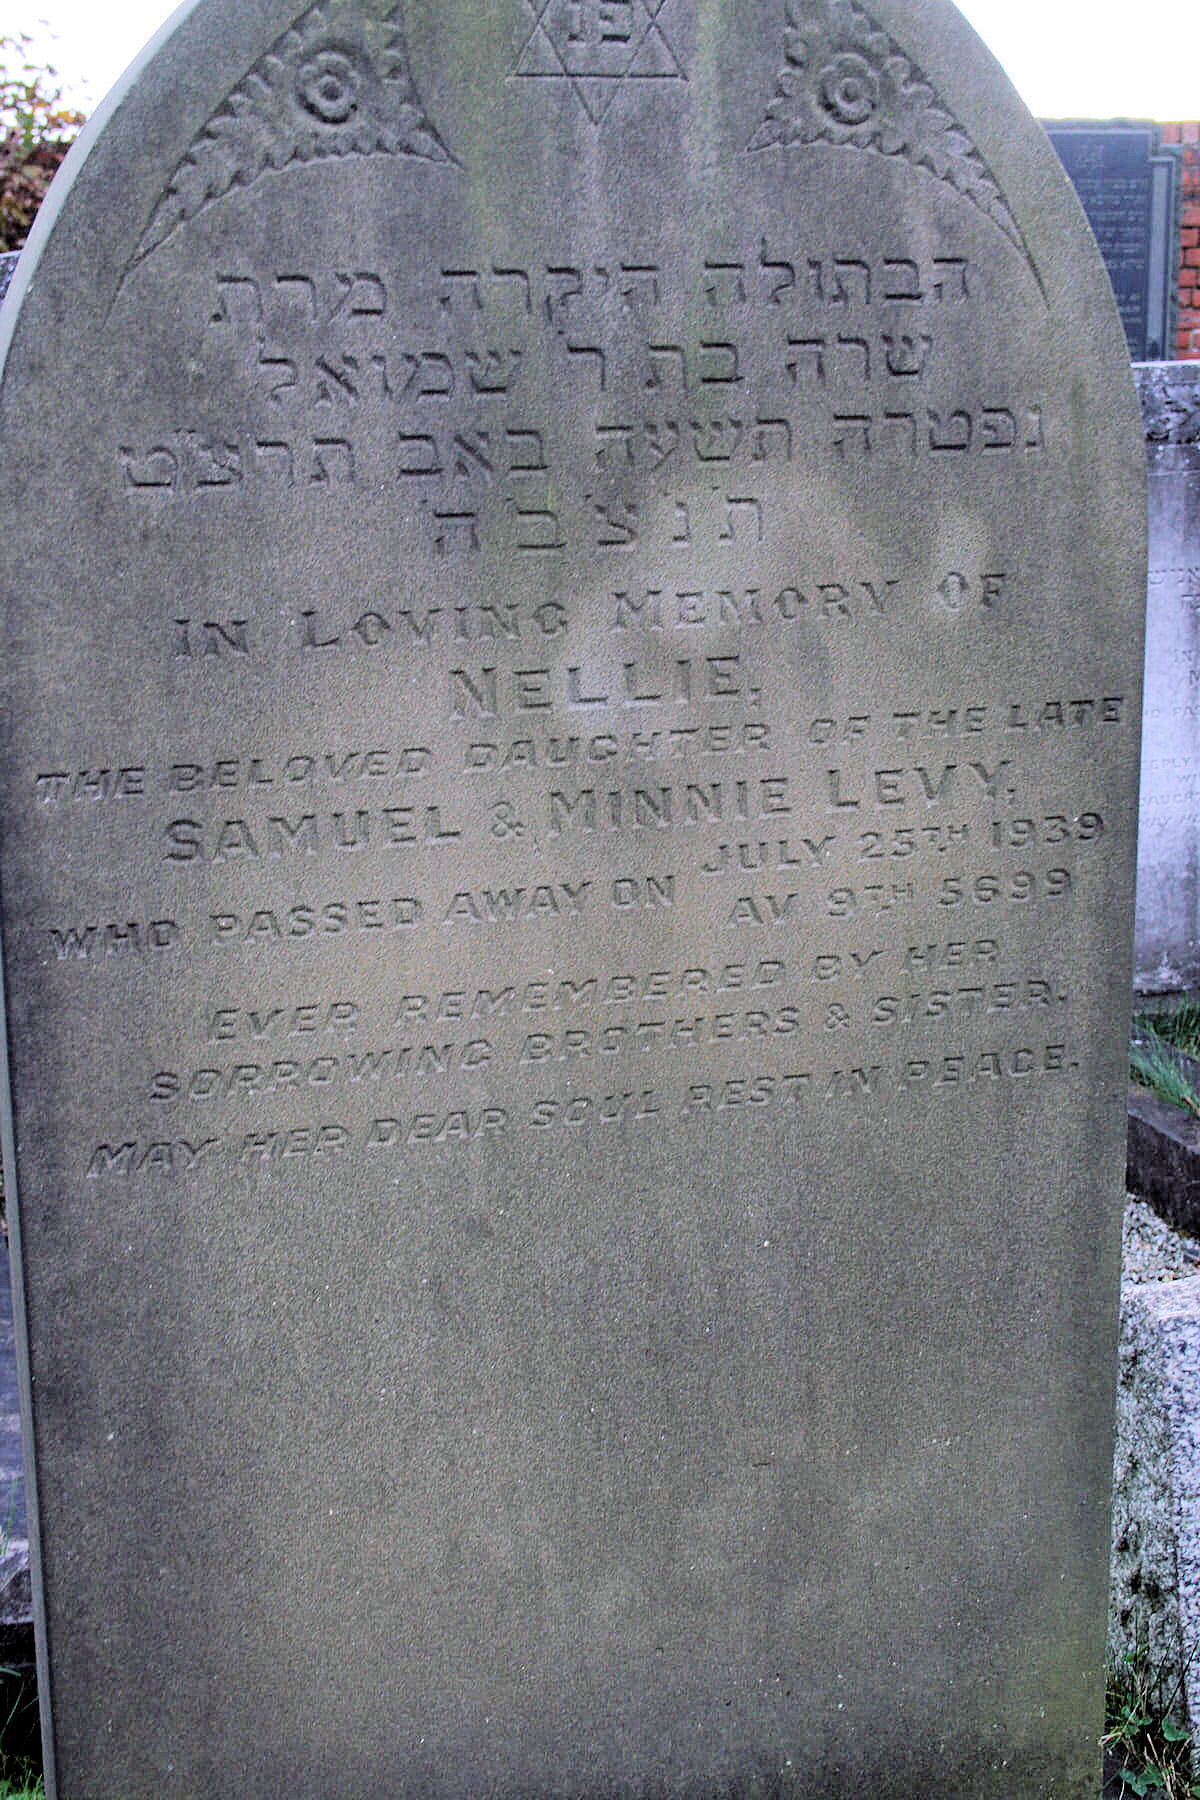 הבתולה היקרה מרת
שרה בת ר שמואל
נפטרה תשעה באב תרצ״ט
ת׳נ׳צ׳ב׳ה׳
IN LOVING MEMORY OF
NELLIE,
THE BELOVED DAUGHTER OF THE LATE
SAMUEL & MINNIE LEVY,
WHO PASSED AWAY ON JULY 25TH 1939
AV 9TH 5699
EVER REMEMBERED BY HER
SORROWING BROTHERS & SISTER.
MAY HER DEAR SOUL REST IN PEACE.